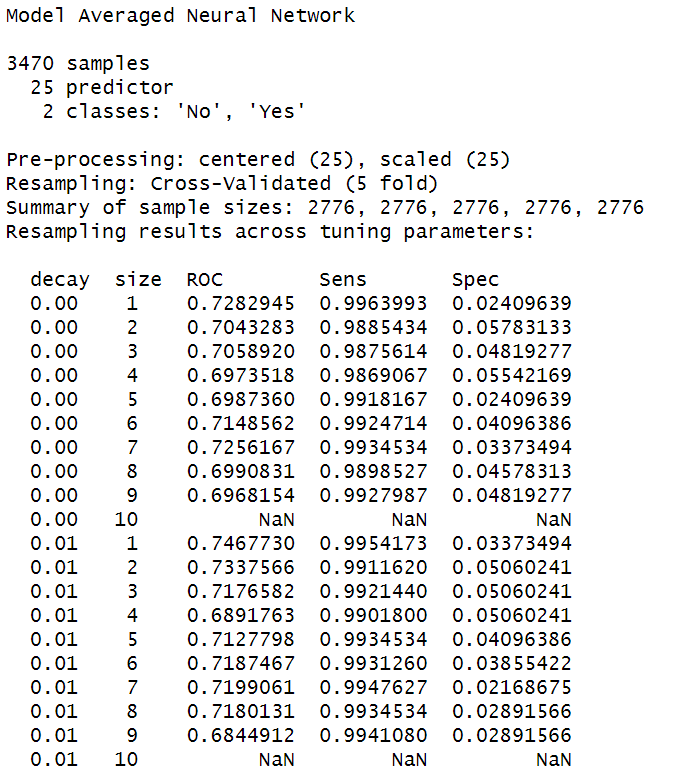 Model Averaged Neural Network

3470 samples
  25 predictor
   2 classes: 'No', 'Yes'

Pre-processing: centered (25), scaled (25)
Resampling: Cross-Validated (5 fold)
Summary of sample sizes: 2776, 2776, 2776, 2776, 2776
Resampling results across tuning parameters:

  decay  size  ROC        Sens       Spec
  0.00    1    0.7282945  0.9963993  0.02409639
  0.00    2    0.7043283  0.9885434  0.05783133
  0.00    3    0.7058920  0.9875614  0.04819277
  0.00    4    0.6973518  0.9869067  0.05542169
  0.00    5    0.6987360  0.9918167  0.02409639
  0.00    6    0.7148562  0.9924714  0.04096386
  0.00    7    0.7256167  0.9934534  0.03373494
  0.00    8    0.6990831  0.9898527  0.04578313
  0.00    9    0.6968154  0.9927987  0.04819277
  0.00   10          NaN        NaN         NaN
  0.01    1    0.7467730  0.9954173  0.03373494
  0.01    2    0.7337566  0.9911620  0.05060241
  0.01    3    0.7176582  0.9921440  0.05060241
  0.01    4    0.6891763  0.9901800  0.05060241
  0.01    5    0.7127798  0.9934534  0.04096386
  0.01    6    0.7187467  0.9931260  0.03855422
  0.01    7    0.7199061  0.9947627  0.02168675
  0.01    8    0.7180131  0.9934534  0.02891566
  0.01    9    0.6844912  0.9941080  0.02891566
  0.01   10          NaN        NaN         NaN